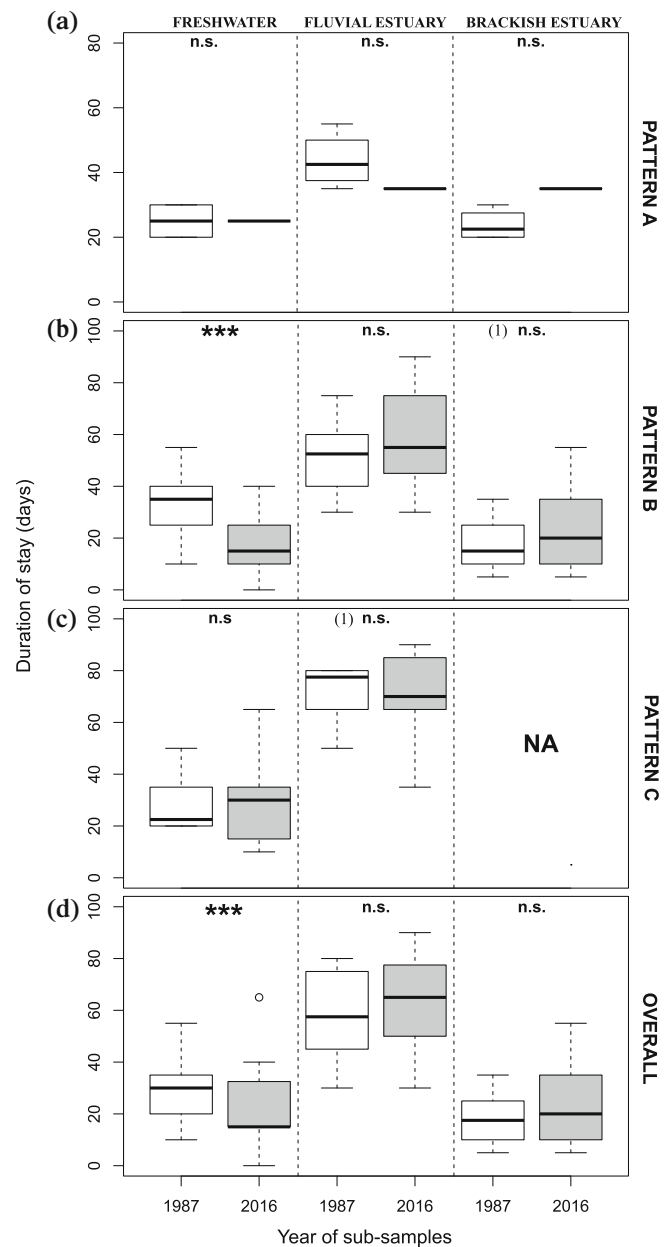 (a) FRESHWATER FLUVIAL ESTUARY BRACKISH ESTUARY
n.s. n.s. n.s.
80
60
40
20
0
PATTERN A
(b) *** n.s. (1) n.s.
100
80
60
40
20
0
PATTERN B
(c) n.s (1) n.s.
100
80
60
40
20
0
NA
PATTERN C
(d) *** n.s. n.s.
100
80
60
40
20
0
OVERALL
Duration of stay (days)
1987 2016 1987 2016 1987 2016
Year of sub-samples